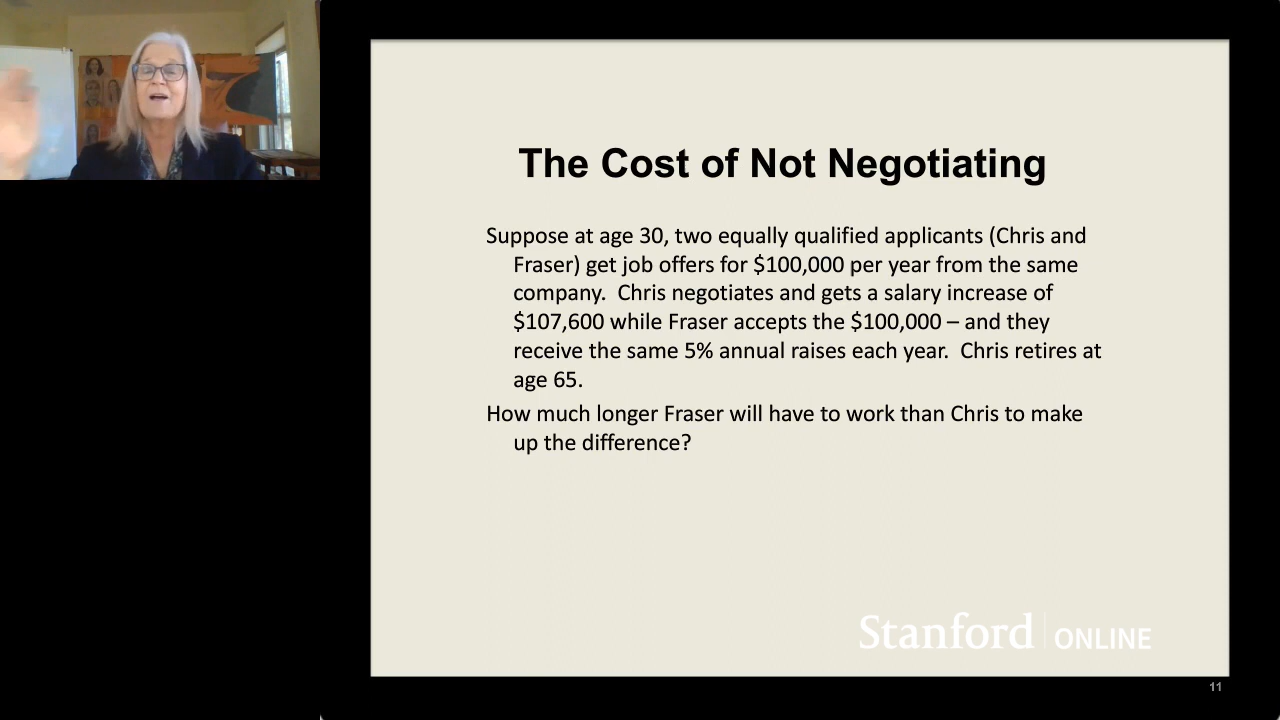 The Cost of Not Negotiating
Suppose at age 30, two equally qualified applicants (Chris and
Fraser) get job offers for $100,000 per year from the same
company.  Chris negotiates and gets a salary increase of
$107,600 while Fraser accepts the $100,000 – and they
receive the same 5% annual raises each year.  Chris retires at
age 65.
How much longer Fraser will have to work than Chris to make
up the difference?
Stanford ONLINE
11